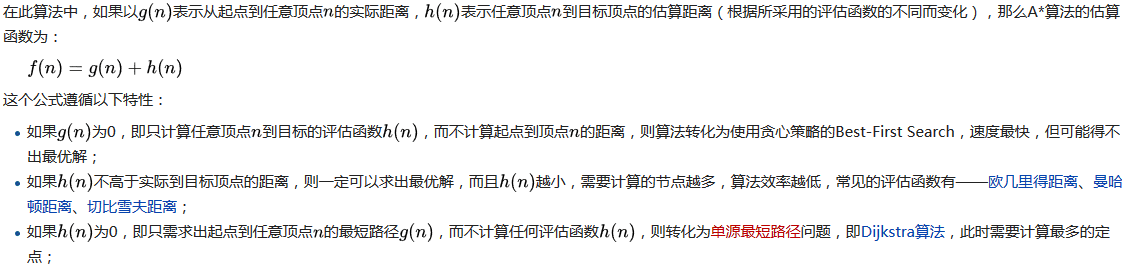 在此算法中，如果以g(n)表示从起点到任意顶点n的实际距离，h(n)表示任意顶点n到目标顶点的估算距离（根据所采用的评估函数的不同而变化），那么A*算法的估算
函数为：
f(n) = g(n) + h(n)
这个公式遵循以下特性：
• 如果g(n)为0，即只计算任意顶点n到目标的评估函数h(n)，而不计算起点到顶点n的距离，则算法转化为使用贪心策略的Best-First Search，速度最快，但可能得不
出最优解；
• 如果h(n)不高于实际到目标顶点的距离，则一定可以求出最优解，而且h(n)越小，需要计算的节点越多，算法效率越低，常见的评估函数有——欧几里得距离、曼哈
顿距离、切比雪夫距离；
• 如果h(n)为0，即只需求出起点到任意顶点n的最短路径g(n)，而不计算任何评估函数h(n)，则转化为单源最短路径问题，即Dijkstra算法，此时需要计算最多的定
点；